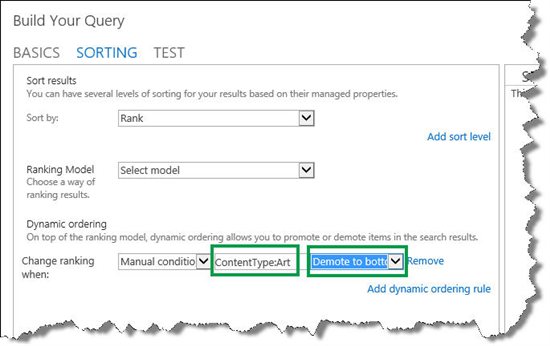 Build Your Query
BASICS SORTING TEST
Sort results
You can have several levels of sorting for your results based on their managed properties.
Sort by: Rank
Add sort level
Ranking Model Select model
Choose a way of
ranking results.
Dynamic ordering
On top of the ranking model, dynamic ordering allows you to promote or demote items in the search results.
Change ranking Manual conditio ContentType:Art Demote to botto Remove
when:
Add dynamic ordering rule